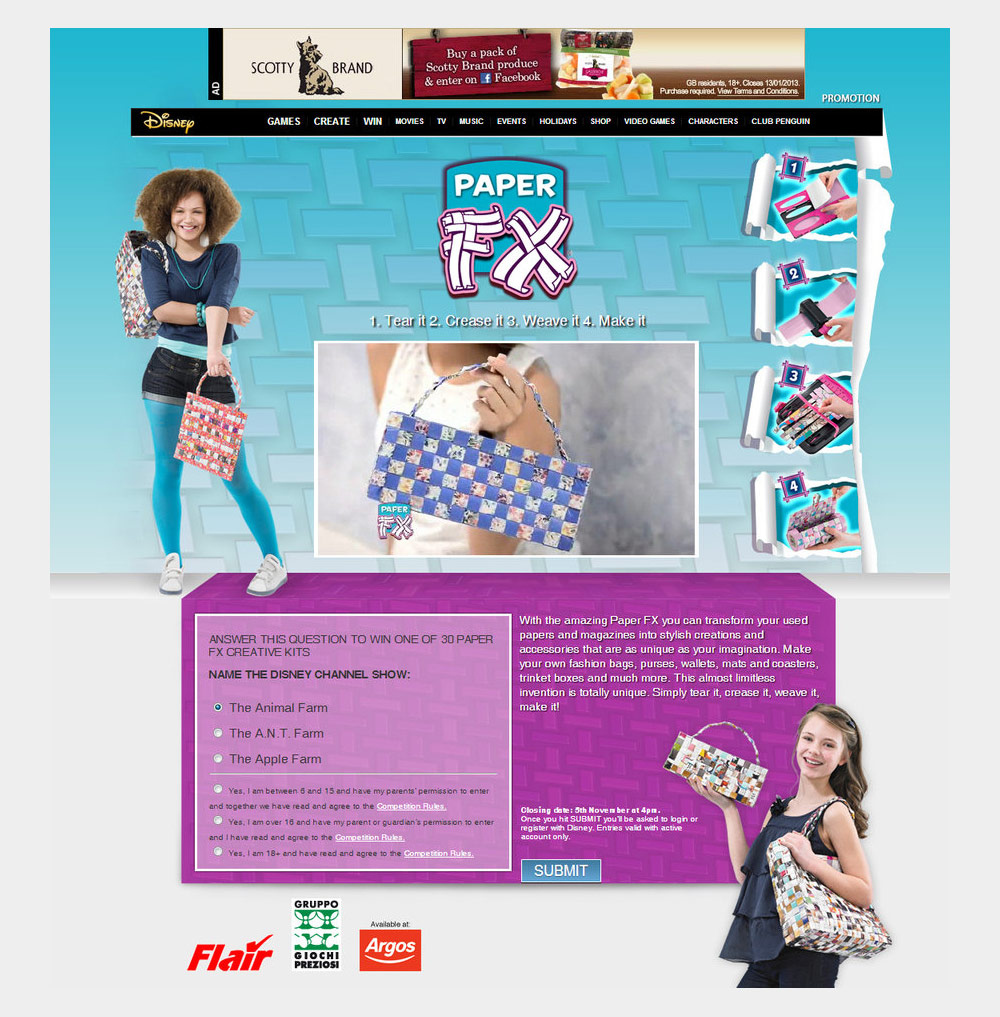 AD
SCOTTY BRAND
Buy a pack of
Scotty Brand produce
& enter on f Facebook
GB residents, 18+. Closes 13/01/2013.
Purchase required, View Terms and Conditions.
PROMOTION
Disney
GAMES CREATE WIN MOVIES TV MUSIC EVENTS HOLIDAYS SHOP VIDEO GAMES CHARACTERS CLUB PENGUIN
PAPER
FX
1. Tear it 2. Crease it 3. Weave it 4. Make it
1
2
3
4
PAPER
FX
ANSWER THIS QUESTION TO WIN ONE OF 30 PAPER
FX CREATIVE KITS
NAME THE DISNEY CHANNEL SHOW:
The Animal Farm
The A.N.T. Farm
The Apple Farm
Yes, I am between 6 and 15 and have my parents' permission to enter
and together we have read and agree to the Competition Rules.
Yes, I am over 16 and have my parent or guardian's permission to enter
and I have read and agree to the Competition Rules.
Yes, I am 18+ and have read and agree to the Competition Rules.
With the amazing Paper FX you can transform your used
papers and magazines into stylish creations and
accessories that are as unique as your imagination. Make
your own fashion bags, purses, wallets, mats and coasters,
trinket boxes and much more. This almost limitless
invention is totally unique. Simply tear it, crease it, weave it,
make it!
Closing date: 5th November at 4pm.
Once you hit SUBMIT you'll be asked to login or
register with Disney. Entries valid with active
account only.
SUBMIT
Flair
GRUPPO
GIOCHI
PREZIOSI
Available at:
Argos